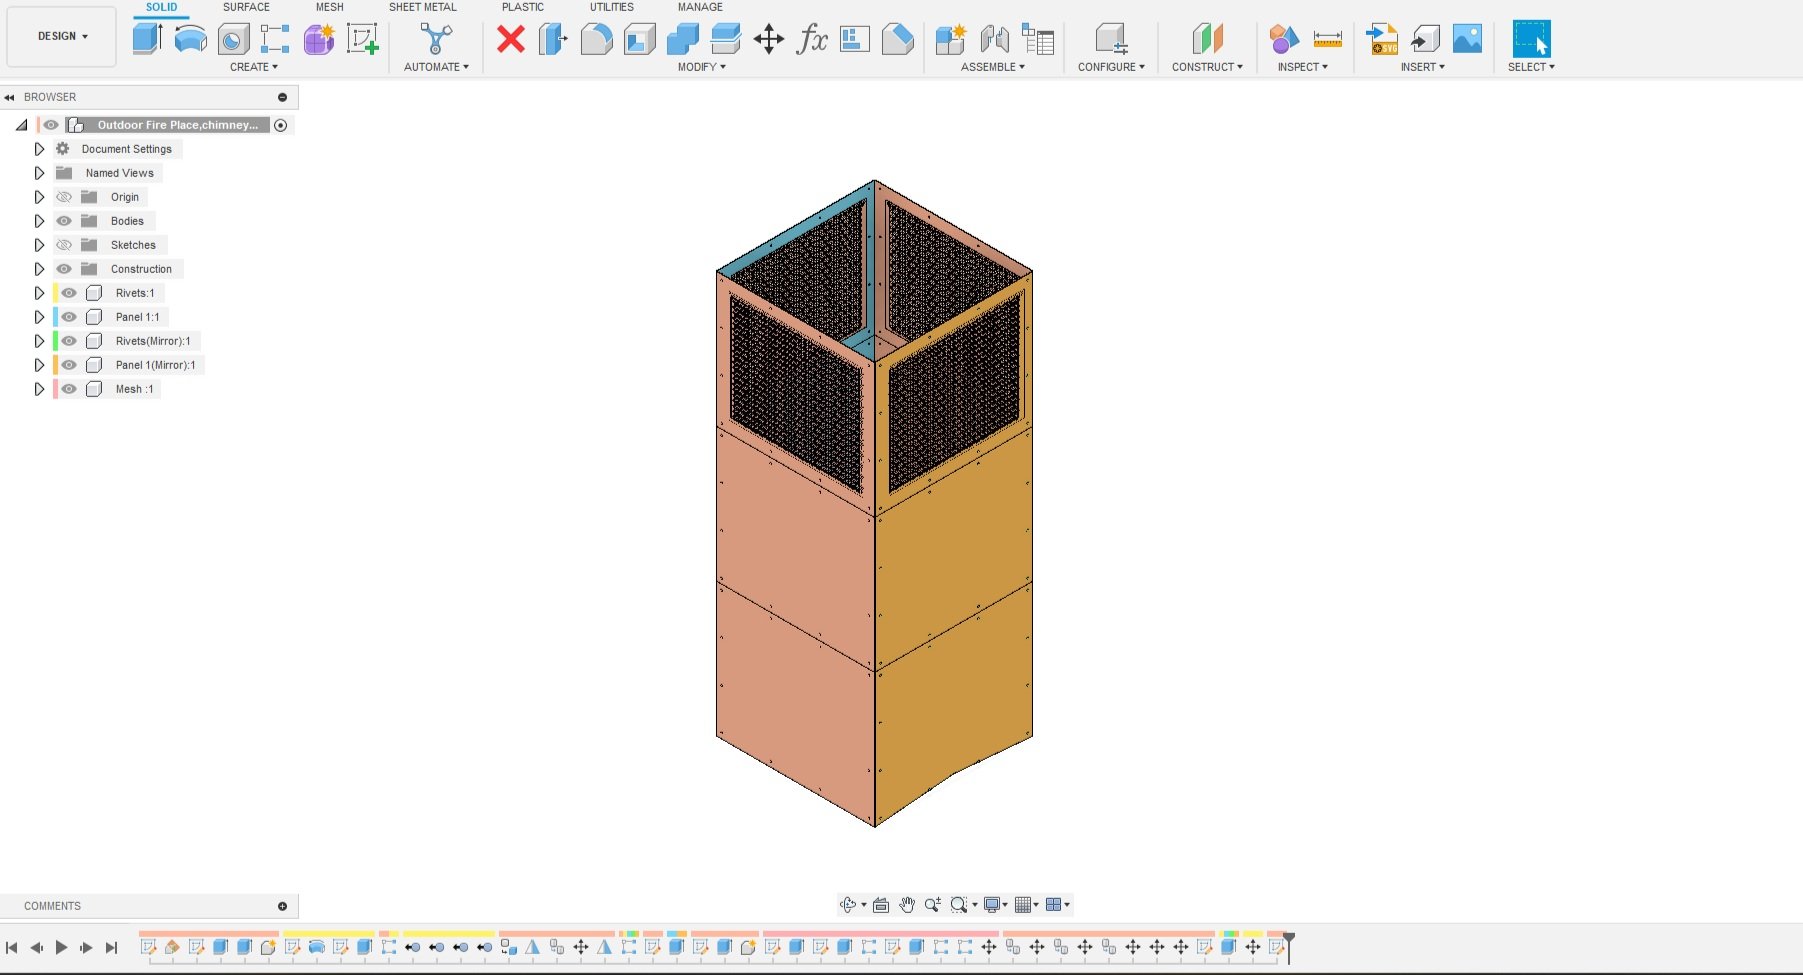 SOLID SURFACE MESH SHEET METAL PLASTIC UTILITIES MANAGE
DESIGN
fx
SVG
CREATE AUTOMATE MODIFY ASSEMBLE CONFIGURE CONSTRUCT INSPECT INSERT SELECT
BROWSER
Outdoor Fire Place,chimney...
Document Settings
Named Views
Origin
Bodies
Sketches
Construction
Rivets:1
Panel 1:1
Rivets(Mirror):1
Panel 1(Mirror):1
Mesh :1
COMMENTS